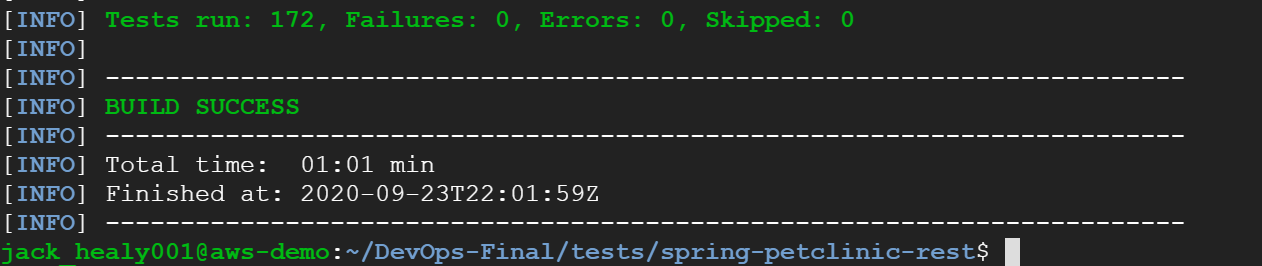 [INFO] Tests run: 172, Failures: 0, Errors: 0, Skipped: 0
[INFO]
[INFO] ------------------------------------------------------------------------
[INFO] BUILD SUCCESS
[INFO] ------------------------------------------------------------------------
[INFO] Total time:  01:01 min
[INFO] Finished at: 2020-09-23T22:01:59Z
[INFO] ------------------------------------------------------------------------
jack_healy001@aws-demo:~/DevOps-Final/tests/spring-petclinic-rest$